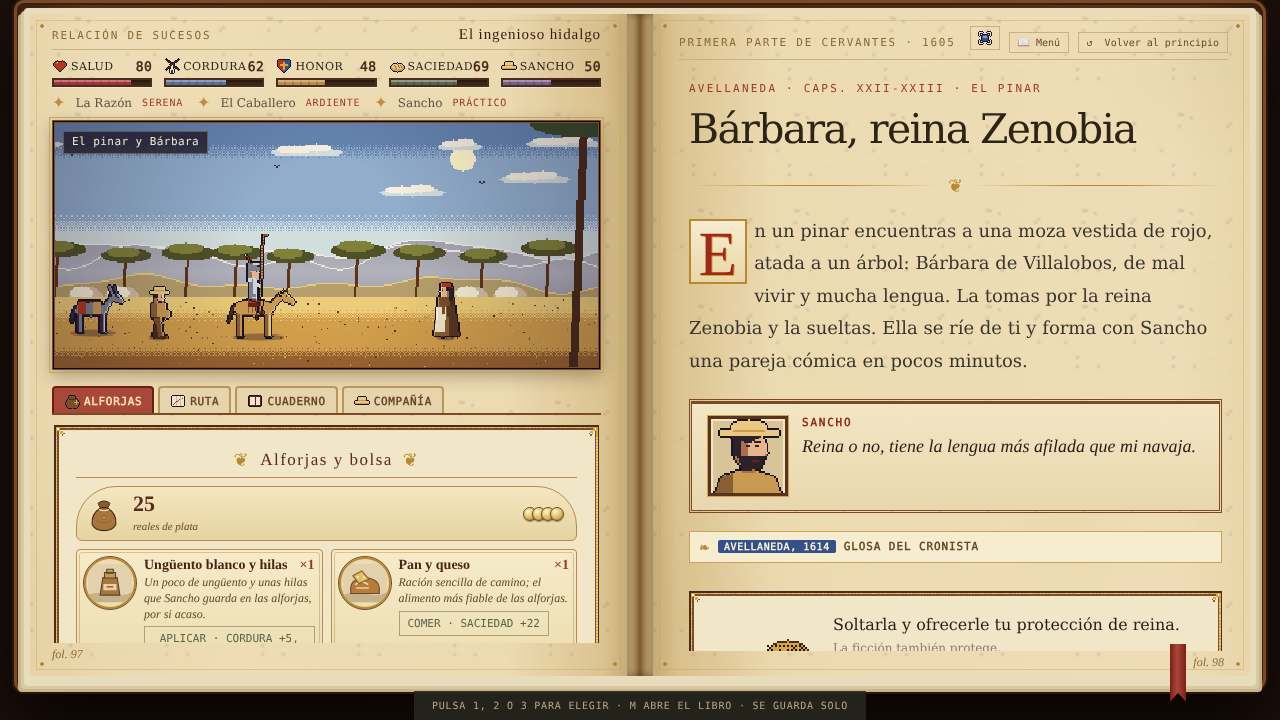 RELACIÓN DE SUCESOS
El ingenioso hidalgo
SALUD 80
CORDURA 62
HONOR 48
SACIEDAD 69
SANCHO 50
La Razón SERENA
El Caballero ARDIENTE
Sancho PRÁCTICO
El pinar y Bárbara
ALFORJAS
RUTA
CUADERNO
COMPAÑÍA
Alforjas y bolsa
25
reales de plata
Ungüento blanco y hilas ×1
Un poco de ungüento y unas hilas
que Sancho guarda en las alforjas,
por si acaso.
APLICAR · CORDURA +5,
Pan y queso ×1
Ración sencilla de camino; el
alimento más fiable de las alforjas.
COMER · SACIEDAD +22
fol. 97
PRIMERA PARTE DE CERVANTES · 1605
Menú
↺ Volver al principio
AVELLANEDA · CAPS. XXII-XXIII · EL PINAR
Bárbara, reina Zenobia
En un pinar encuentras a una moza vestida de rojo,
atada a un árbol: Bárbara de Villalobos, de mal
vivir y mucha lengua. La tomas por la reina
Zenobia y la sueltas. Ella se ríe de ti y forma con Sancho
una pareja cómica en pocos minutos.
SANCHO
Reina o no, tiene la lengua más afilada que mi navaja.
AVELLANEDA, 1614 GLOSA DEL CRONISTA
Soltarla y ofrecerle tu protección de reina.
La ficción también protege.
fol. 98
PULSA 1, 2 O 3 PARA ELEGIR · M ABRE EL LIBRO · SE GUARDA SOLO